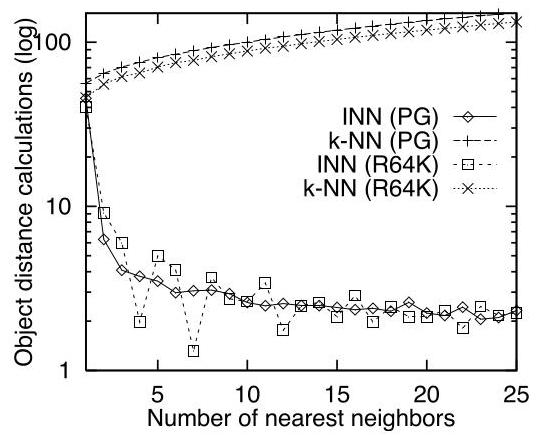 Object distance calculations (log)
100
10
1
INN (PG)
k-NN (PG)
INN (R64K)
k-NN (R64K)
5 10 15 20 25
Number of nearest neighbors